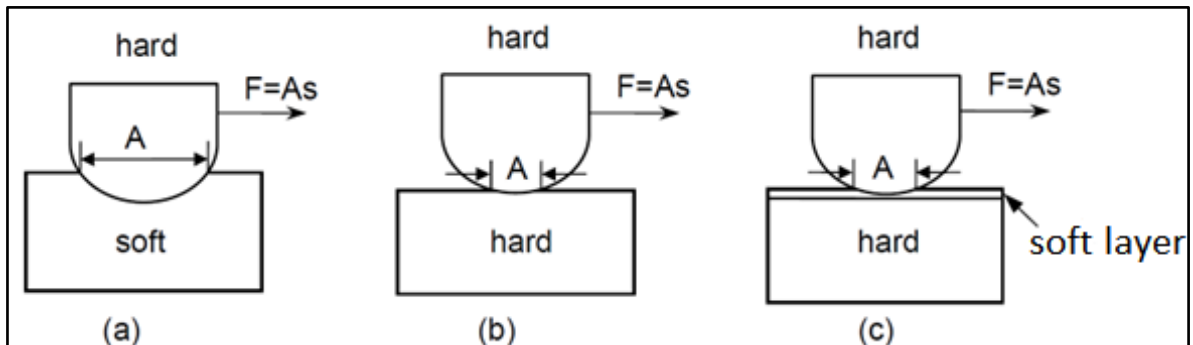 hard
F=As
A
soft
(a)
hard
F=As
A
hard
(b)
hard
F=As
A
hard
soft layer
(c)